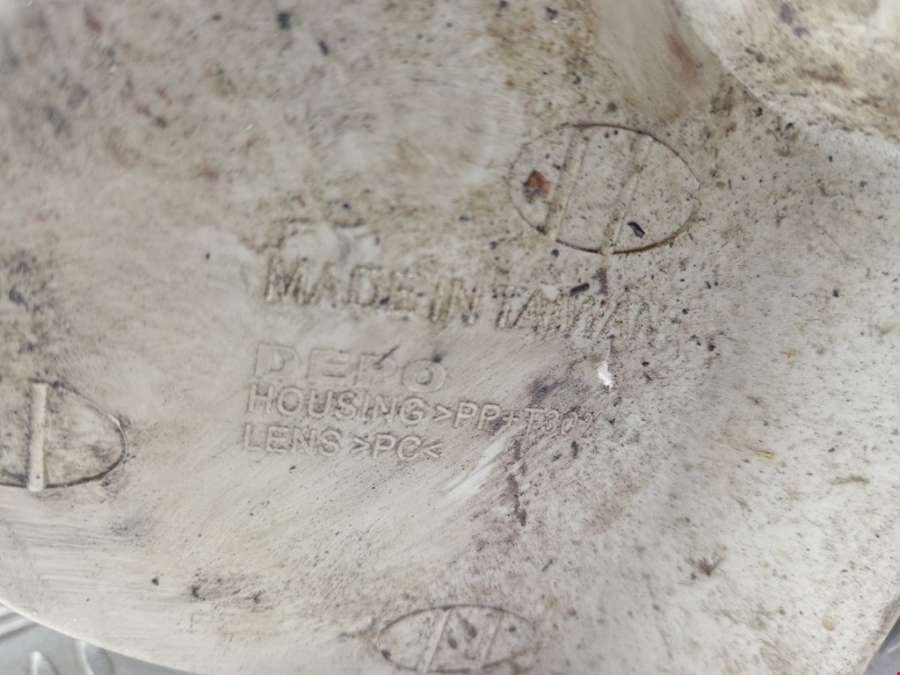 MADE IN TAIWAN
DEPO
HOUSING>PP+T30%
LENS>PC<